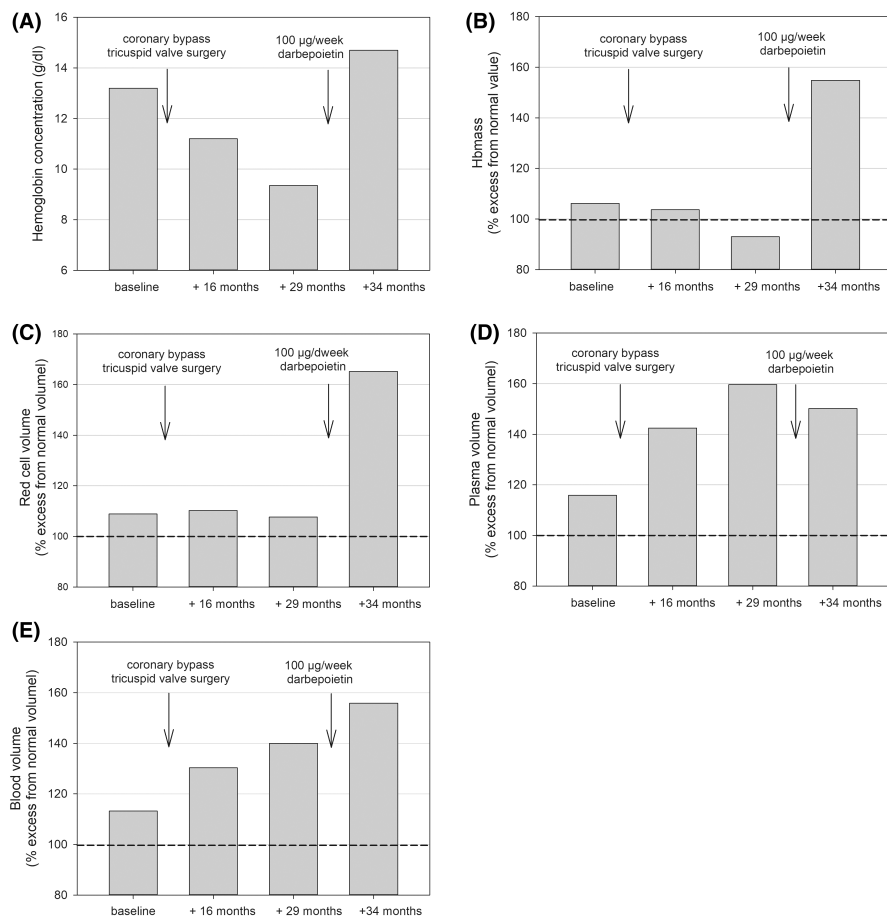 (A)
Hemoglobin concentration (g/dl)
16
14
12
10
8
6
coronary bypass
tricuspid valve surgery
100 µg/week
darbepoietin
baseline
+ 16 months
+ 29 months
+34 months
(B)
Hbmass
(% excess from normal value)
180
160
140
120
100
80
coronary bypass
tricuspid valve surgery
100 µg/week
darbepoietin
baseline
+ 16 months
+ 29 months
+34 months
(C)
Red cell volume
(% excess from normal volumel)
180
160
140
120
100
80
coronary bypass
tricuspid valve surgery
100 µg/dweek
darbepoietin
baseline
+ 16 months
+ 29 months
+34 months
(D)
Plasma volume
(% excess from normal volumel)
180
160
140
120
100
80
coronary bypass
tricuspid valve surgery
100 µg/week
darbepoietin
baseline
+ 16 months
+ 29 months
+34 months
(E)
Blood volume
(% excess from normal volumel)
180
160
140
120
100
80
coronary bypass
tricuspid valve surgery
100 µg/week
darbepoietin
baseline
+ 16 months
+ 29 months
+34 months